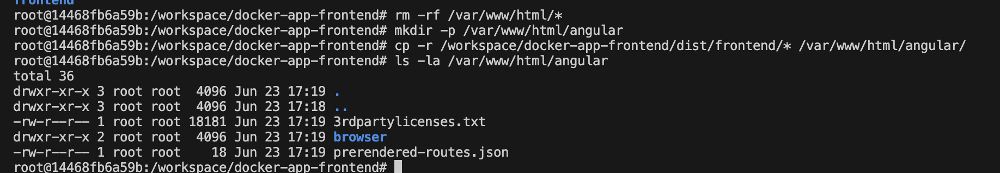 frontend
root@14468fb6a59b:/workspace/docker-app-frontend# rm -rf /var/www/html/*
root@14468fb6a59b:/workspace/docker-app-frontend# mkdir -p /var/www/html/angular
root@14468fb6a59b:/workspace/docker-app-frontend# cp -r /workspace/docker-app-frontend/dist/frontend/* /var/www/html/angular/
root@14468fb6a59b:/workspace/docker-app-frontend# ls -la /var/www/html/angular
total 36
drwxr-xr-x 3 root root  4096 Jun 23 17:19 .
drwxr-xr-x 3 root root  4096 Jun 23 17:18 ..
-rw-r--r-- 1 root root 18181 Jun 23 17:19 3rdpartylicenses.txt
drwxr-xr-x 2 root root  4096 Jun 23 17:19 browser
-rw-r--r-- 1 root root    18 Jun 23 17:19 prerendered-routes.json
root@14468fb6a59b:/workspace/docker-app-frontend#